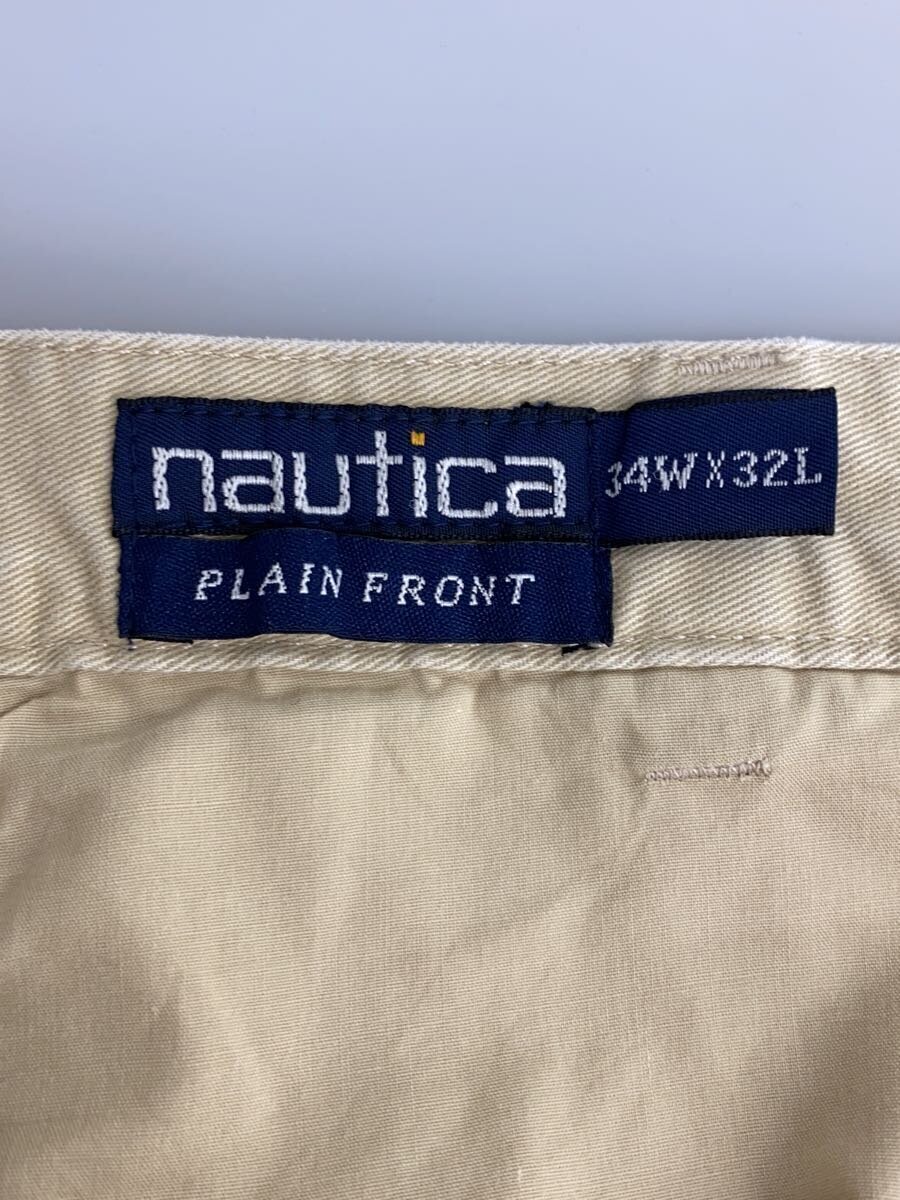 nautica
34W X 32L
PLAIN FRONT